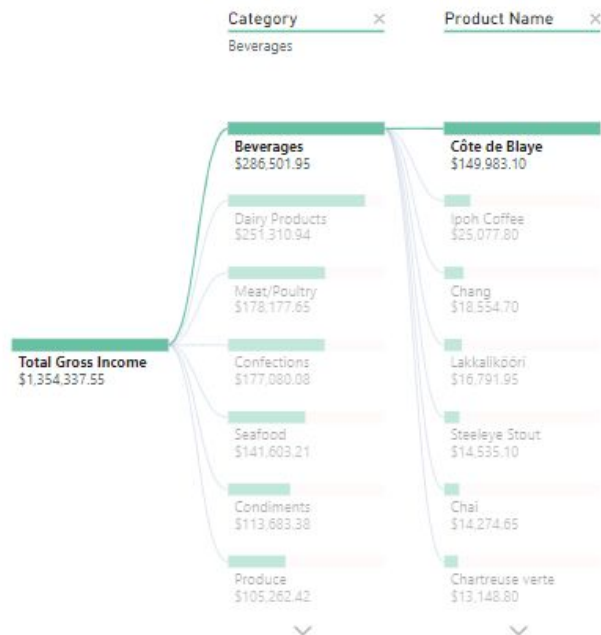 Category
Product Name
Beverages
Beverages
$286,501.95
Côte de Blaye
$149,983.10
Dairy Products
$251,310.94
Ipoh Coffee
$25,077.80
Meat/Poultry
$178,177.65
Chang
$18,554.70
Total Gross Income
$1,354,337.55
Confections
$177,080.08
Lakkalikööri
$16,791.95
Seafood
$141,603.21
Steeleye Stout
$14,535.10
Condiments
$113,683.38
Chai
$14,274.65
Produce
$105,262.42
Chartreuse verte
$13,148.80